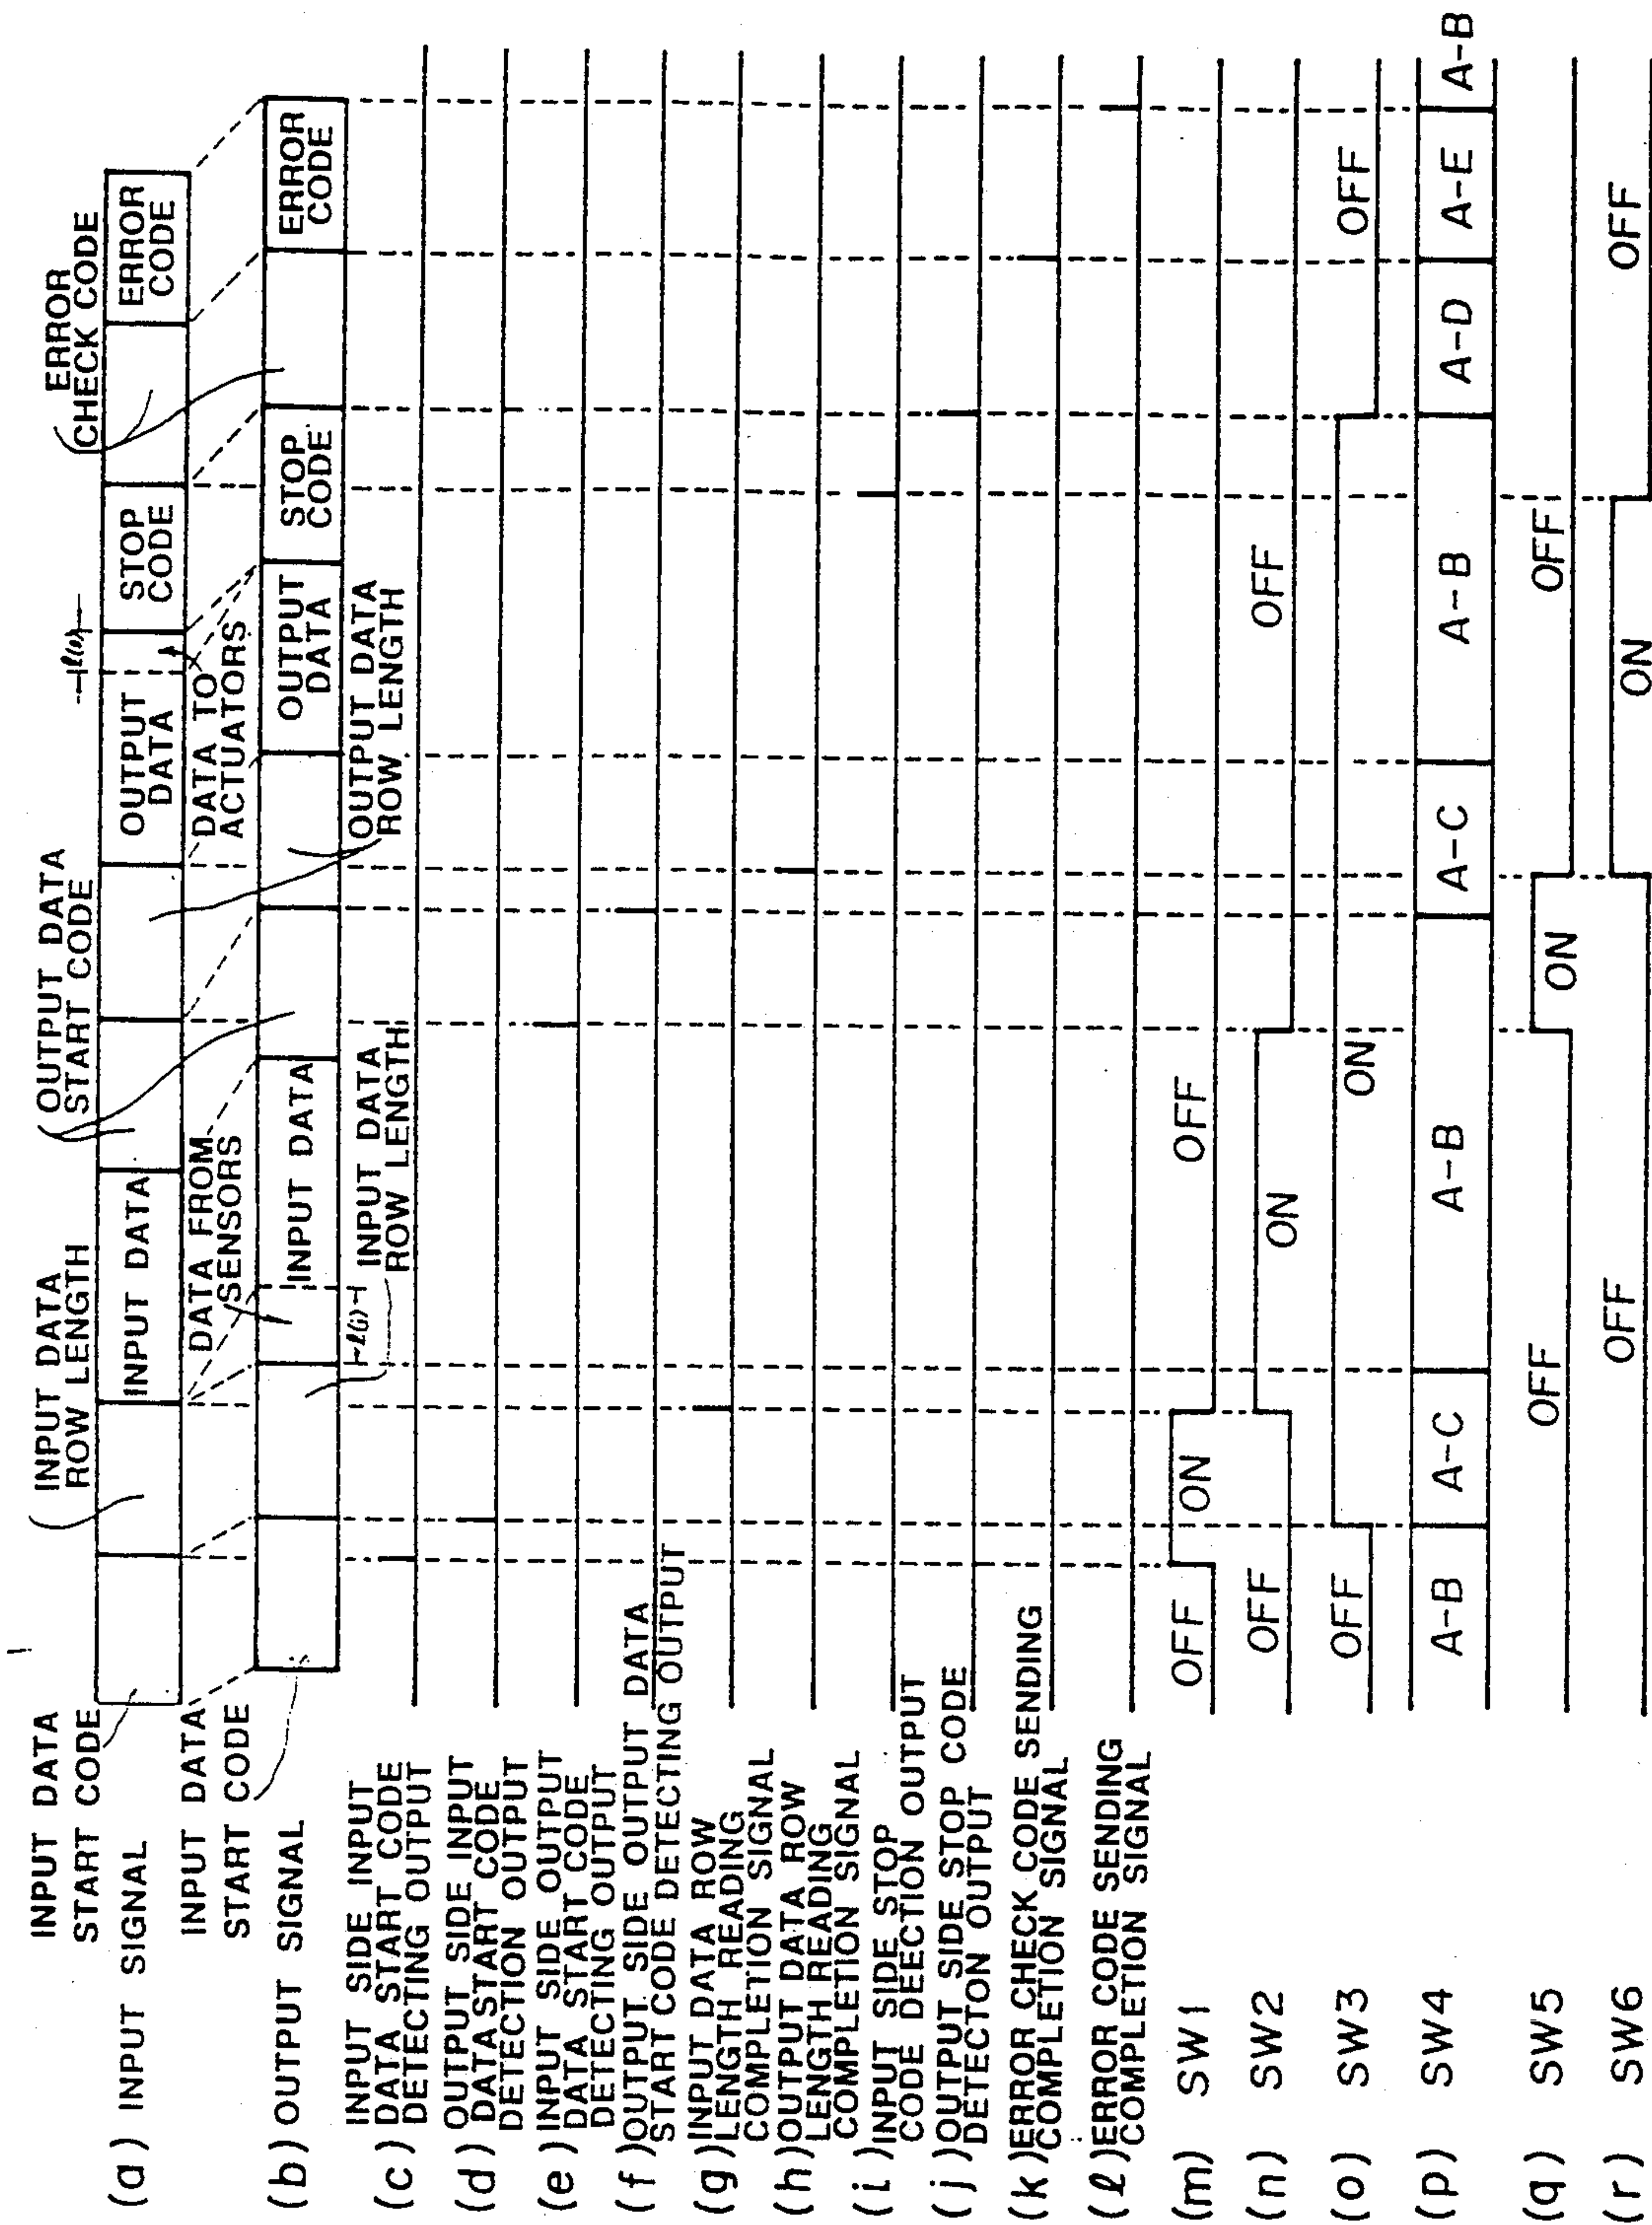 INPUT DATA
START CODE
INPUT DATA
ROW LENGTH
OUTPUT DATA
START CODE
ERROR
CHECK CODE
(a) INPUT SIGNAL
INPUT DATA
OUTPUT
DATA
ℓ(o)
STOP
CODE
ERROR
CODE
INPUT DATA
START CODE
DATA FROM
SENSORS
DATA TO
ACTUATORS
(b) OUTPUT SIGNAL
INPUT DATA
OUTPUT
DATA
STOP
CODE
ERROR
CODE
ℓ(i)
INPUT DATA
ROW LENGTH
OUTPUT DATA
ROW LENGTH
(c) INPUT SIDE INPUT
DATA START CODE
DETECTING OUTPUT
(d) OUTPUT SIDE INPUT
DATA START CODE
DETECTION OUTPUT
(e) INPUT SIDE OUTPUT
DATA START CODE
DETECTING OUTPUT
(f) OUTPUT SIDE OUTPUT DATA
START CODE DETECTING OUTPUT
(g) INPUT DATA ROW
LENGTH READING
COMPLETION SIGNAL
(h) OUTPUT DATA ROW
LENGTH READING
COMPLETION SIGNAL
(i) INPUT SIDE STOP
CODE DEECTION OUTPUT
(j) OUTPUT SIDE STOP CODE
DETECTON OUTPUT
(k) ERROR CHECK CODE SENDING
COMPLETION SIGNAL
(ℓ) ERROR CODE SENDING
COMPLETION SIGNAL
(m) SW1 OFF ON OFF
(n) SW2 OFF ON OFF
(o) SW3 OFF ON OFF
(p) SW4 A-B A-C A-B A-C A-B A-D A-E A-B
(q) SW5 OFF ON OFF
(r) SW6 OFF ON OFF